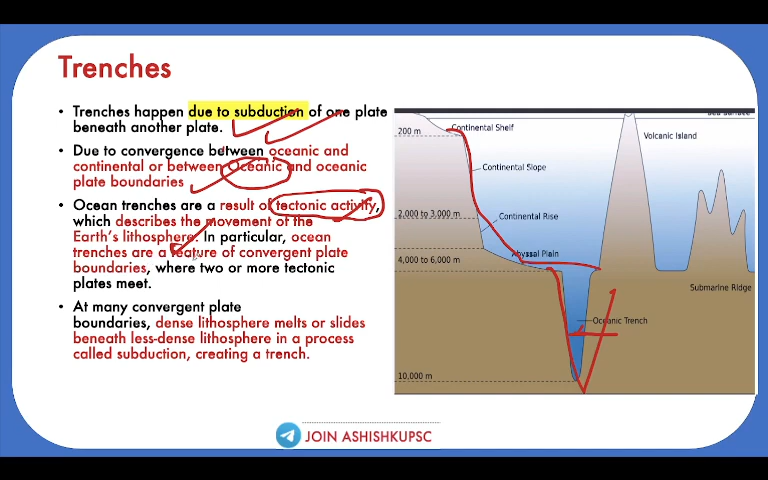 Trenches
• Trenches happen due to subduction of one plate
beneath another plate.
• Due to convergence between oceanic and
continental or between Oceanic and oceanic
plate boundaries
• Ocean trenches are a result of tectonic activity,
which describes the movement of the
Earth's lithosphere. In particular, ocean
trenches are a feature of convergent plate
boundaries, where two or more tectonic
plates meet.
• At many convergent plate
boundaries, dense lithosphere melts or slides
beneath less-dense lithosphere in a process
called subduction, creating a trench.
Sea Surface
Continental Shelf
200 m
Volcanic Island
Continental Slope
2,000 to 3,000 m
Continental Rise
Abyssal Plain
4,000 to 6,000 m
Submarine Ridge
Oceanic Trench
10,000 m
JOIN ASHISHKUPSC